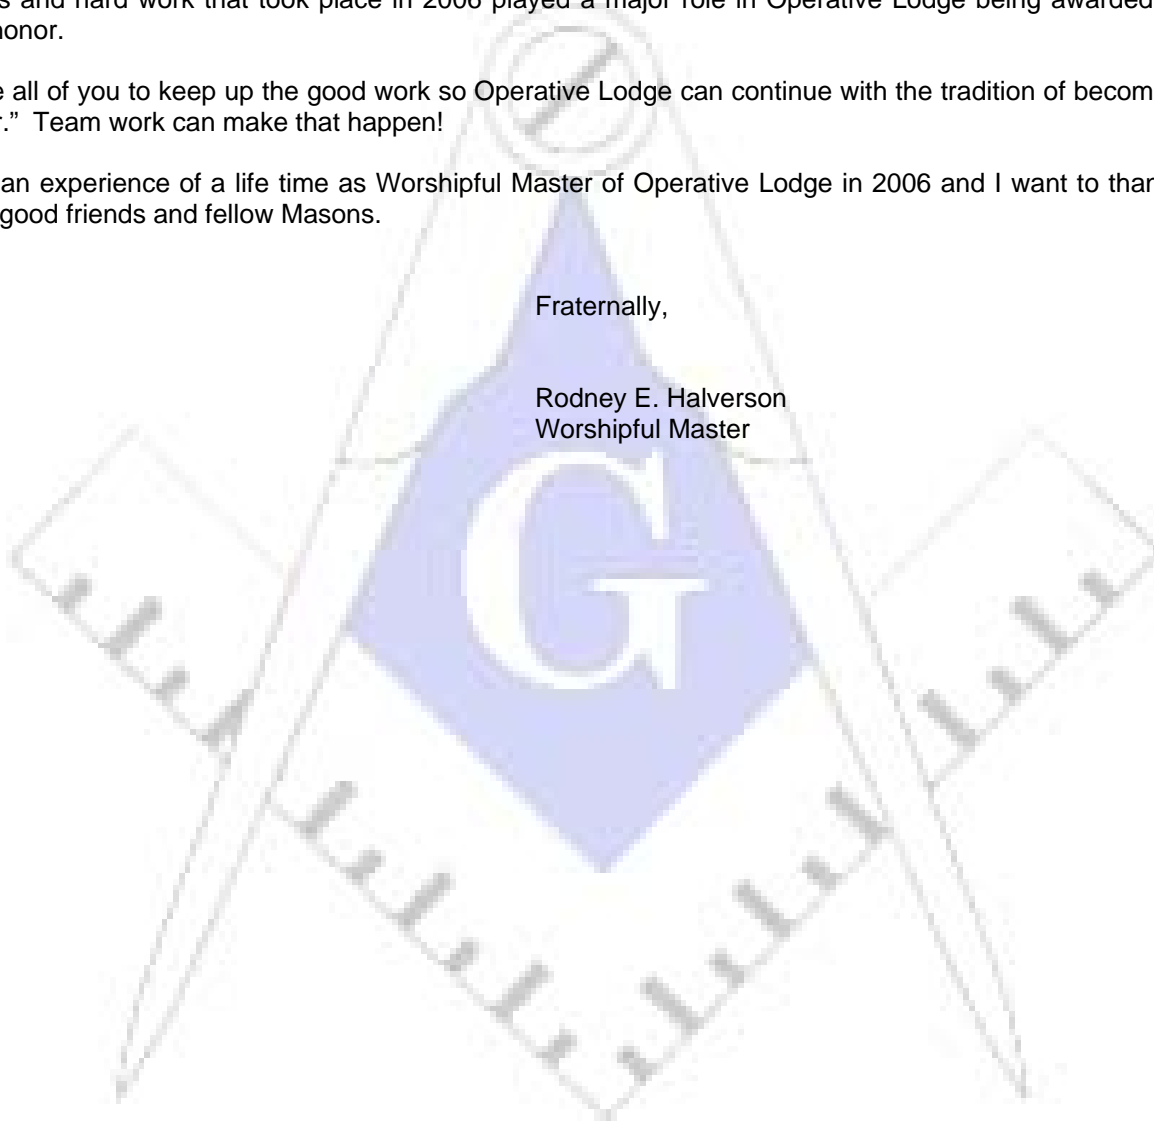 s and hard work that took place in 2006 played a major role in Operative Lodge being awarded
honor.
e all of you to keep up the good work so Operative Lodge can continue with the tradition of becom
r.” Team work can make that happen!
an experience of a life time as Worshipful Master of Operative Lodge in 2006 and I want to than
good friends and fellow Masons.
Fraternally,
Rodney E. Halverson
Worshipful Master
G